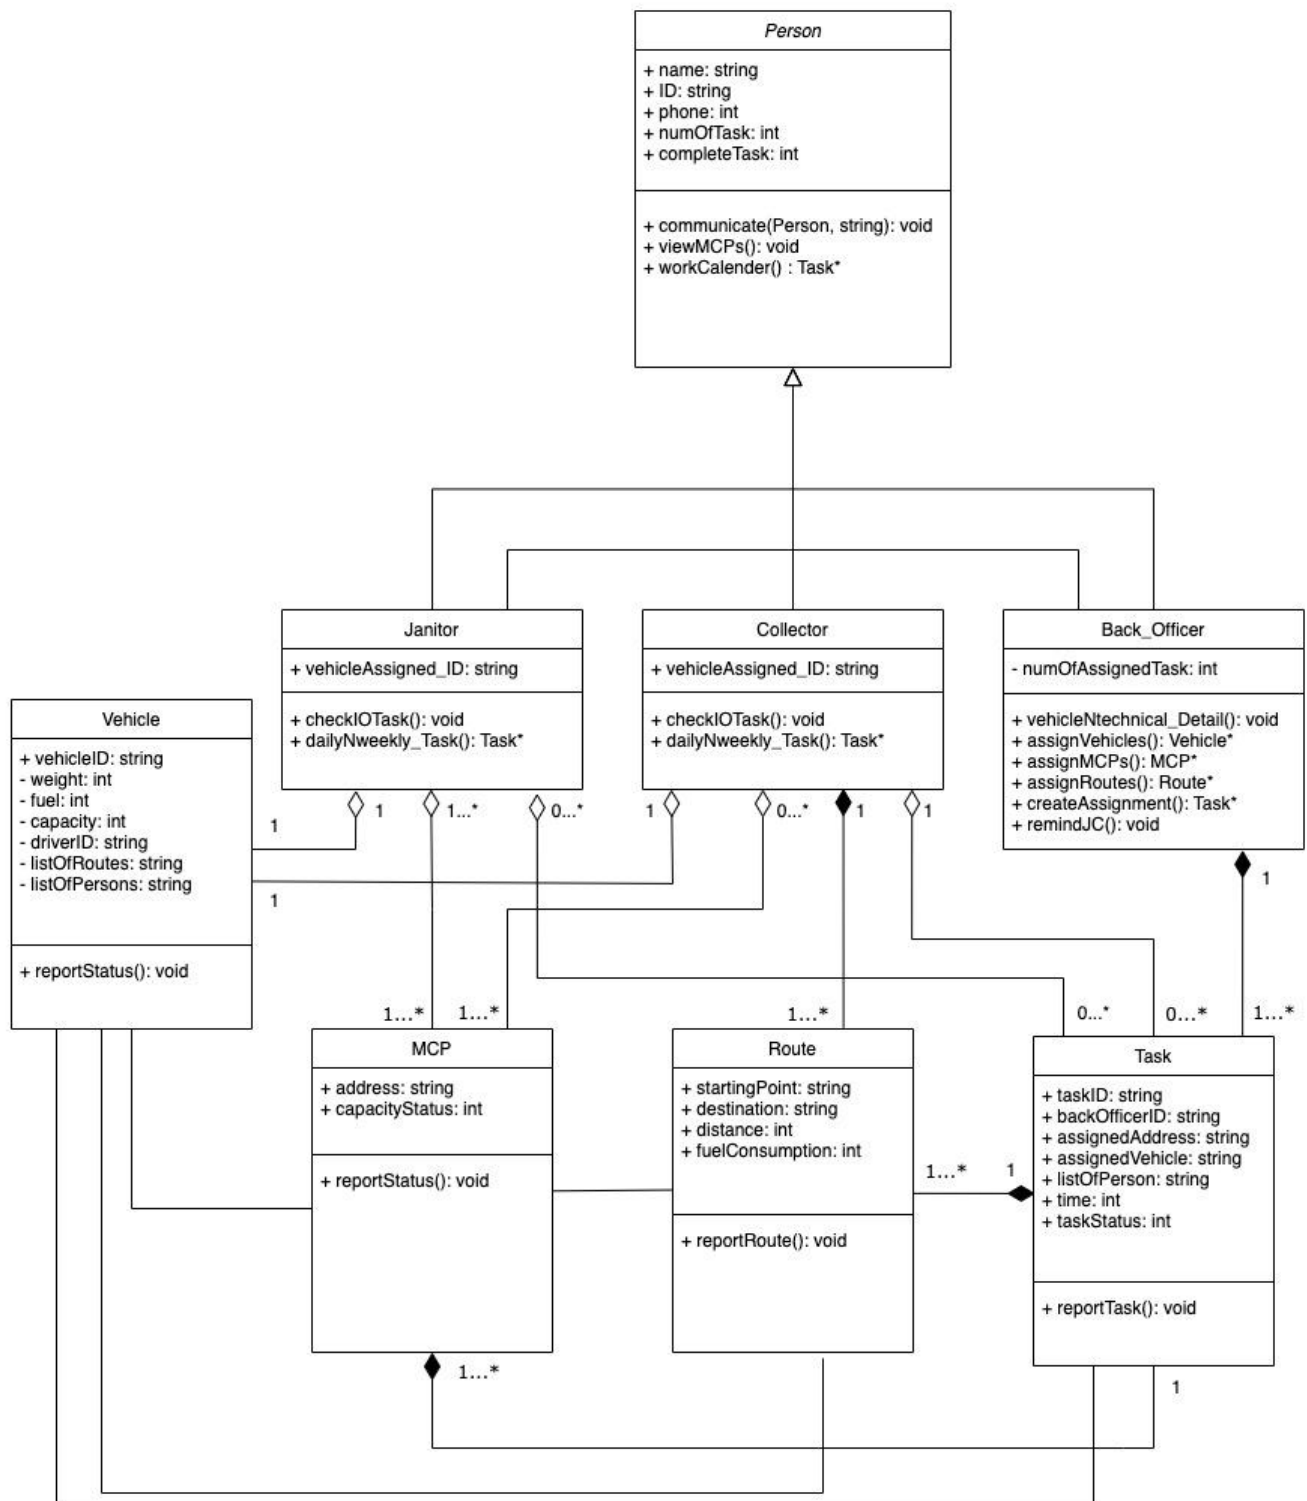 Person
+ name: string
+ ID: string
+ phone: int
+ numOfTask: int
+ completeTask: int
+ communicate(Person, string): void
+ viewMCPs(): void
+ workCalender() : Task*
Janitor
+ vehicleAssigned_ID: string
+ checkIOTask(): void
+ dailyNweekly_Task(): Task*
Collector
+ vehicleAssigned_ID: string
+ checkIOTask(): void
+ dailyNweekly_Task(): Task*
Back_Officer
- numOfAssignedTask: int
+ vehicleNtechnical_Detail(): void
+ assignVehicles(): Vehicle*
+ assignMCPs(): MCP*
+ assignRoutes(): Route*
+ createAssignment(): Task*
+ remindJC(): void
Vehicle
+ vehicleID: string
- weight: int
- fuel: int
- capacity: int
- driverID: string
- listOfRoutes: string
- listOfPersons: string
+ reportStatus(): void
1
1...*
0...*
1
0...*
1
1
1
1
1
1...*
1...*
1...*
0...*
0...*
1...*
MCP
+ address: string
+ capacityStatus: int
+ reportStatus(): void
Route
+ startingPoint: string
+ destination: string
+ distance: int
+ fuelConsumption: int
+ reportRoute(): void
1...*
1
Task
+ taskID: string
+ backOfficerID: string
+ assignedAddress: string
+ assignedVehicle: string
+ listOfPerson: string
+ time: int
+ taskStatus: int
+ reportTask(): void
1...*
1